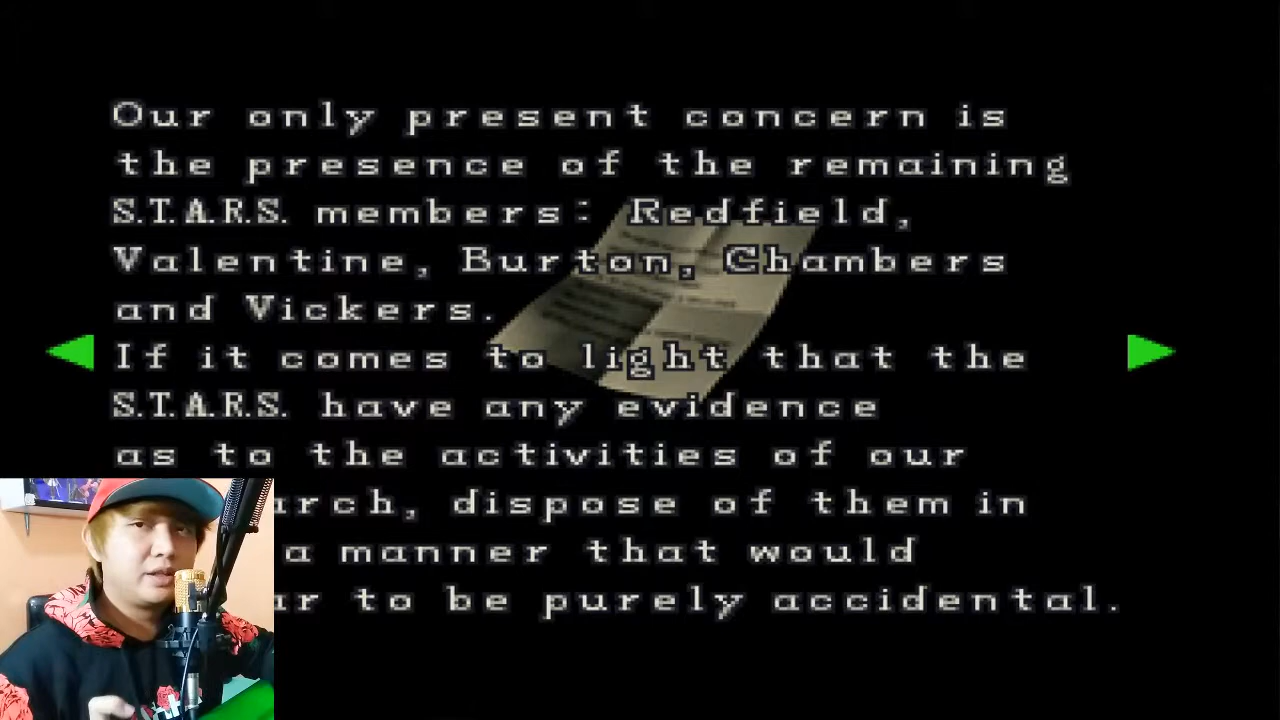 Our only present concern is
the presence of the remaining
S.T.A.R.S. members: Redfield,
Valentine, Burton, Chambers
and Vickers.
If it comes to light that the
S.T.A.R.S. have any evidence
as to the activities of our
arch, dispose of them in
a manner that would
ar to be purely accidental.